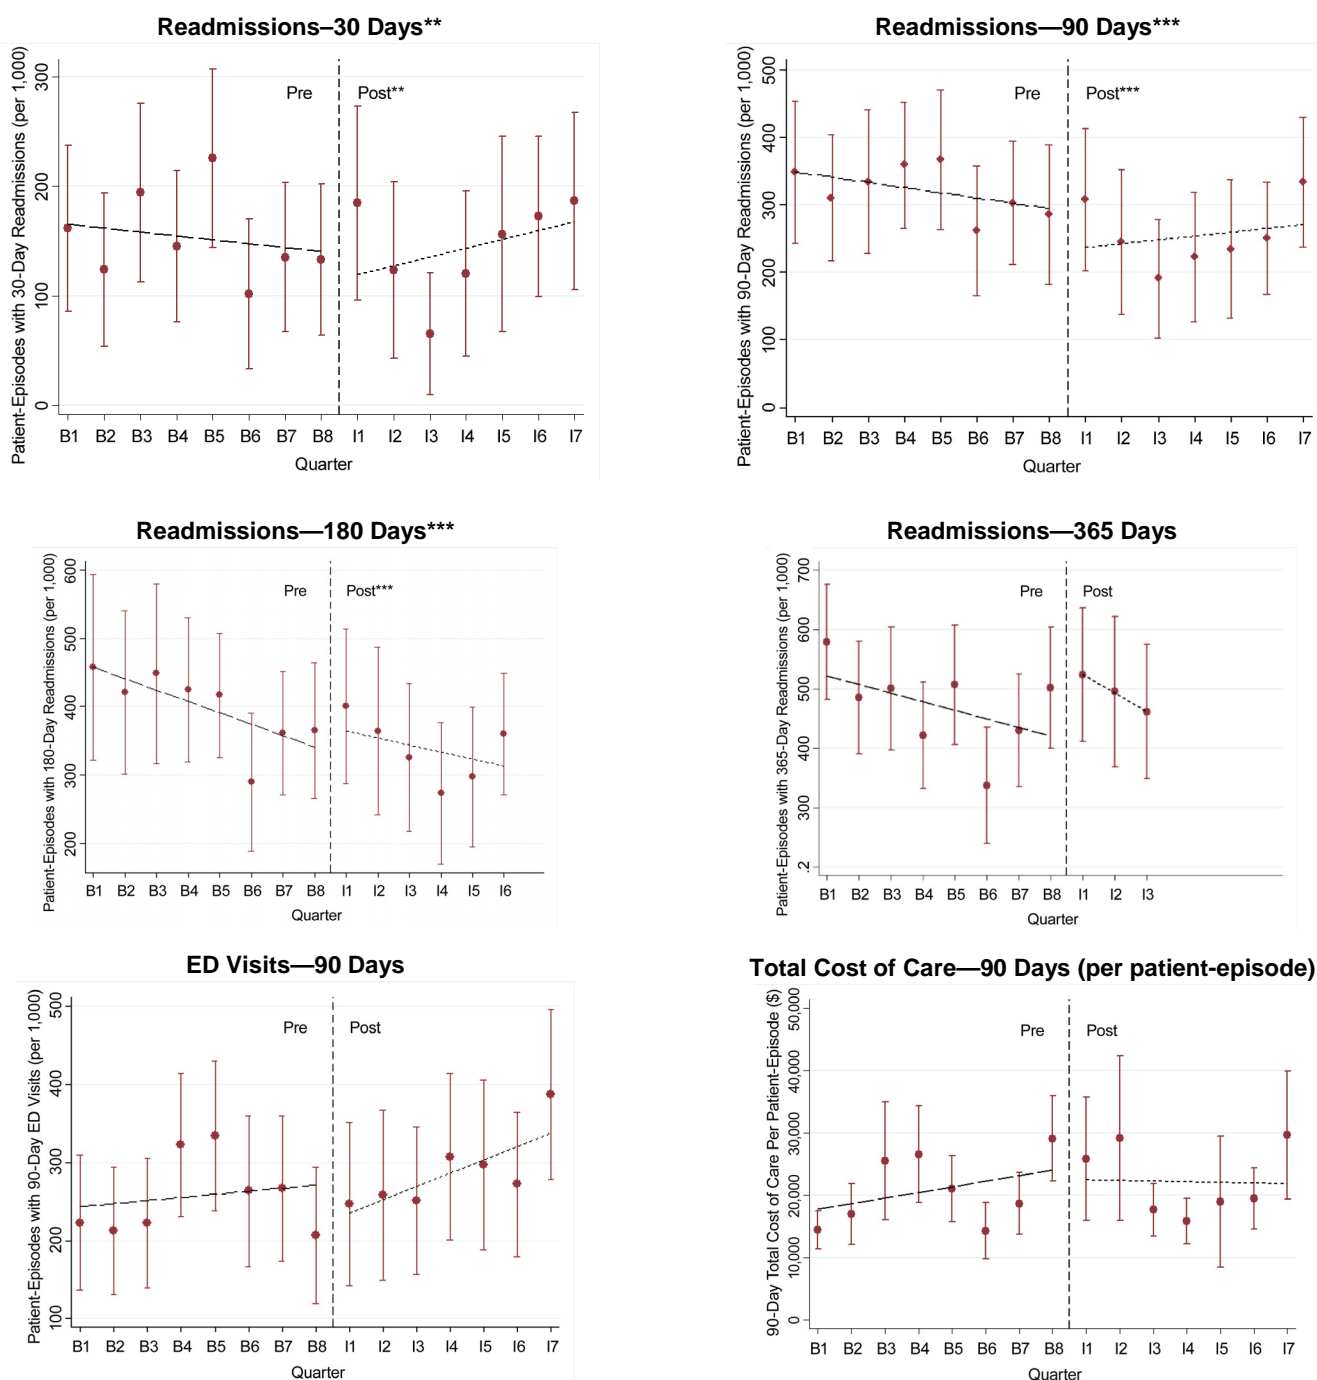 Readmissions–30 Days**
Patient-Episodes with 30-Day Readmissions (per 1,000)
300
200
100
0
Pre
Post**
B1 B2 B3 B4 B5 B6 B7 B8 I1 I2 I3 I4 I5 I6 I7
Quarter
Readmissions—90 Days***
Patient-Episodes with 90-Day Readmissions (per 1,000)
500
400
300
200
100
0
Pre
Post***
B1 B2 B3 B4 B5 B6 B7 B8 I1 I2 I3 I4 I5 I6 I7
Quarter
Readmissions—180 Days***
Patient-Episodes with 180-Day Readmissions (per 1,000)
600
500
400
300
200
Pre
Post***
B1 B2 B3 B4 B5 B6 B7 B8 I1 I2 I3 I4 I5 I6
Quarter
Readmissions—365 Days
Patient-Episodes with 365-Day Readmissions (per 1,000)
700
600
500
400
300
.2
Pre
Post
B1 B2 B3 B4 B5 B6 B7 B8 I1 I2 I3
Quarter
ED Visits—90 Days
Patient-Episodes with 90-Day ED Visits (per 1,000)
500
400
300
200
100
Pre
Post
B1 B2 B3 B4 B5 B6 B7 B8 I1 I2 I3 I4 I5 I6 I7
Quarter
Total Cost of Care—90 Days (per patient-episode)
90-Day Total Cost of Care Per Patient-Episode ($)
50,000
40,000
30,000
20,000
10,000
0
Pre
Post
B1 B2 B3 B4 B5 B6 B7 B8 I1 I2 I3 I4 I5 I6 I7
Quarter